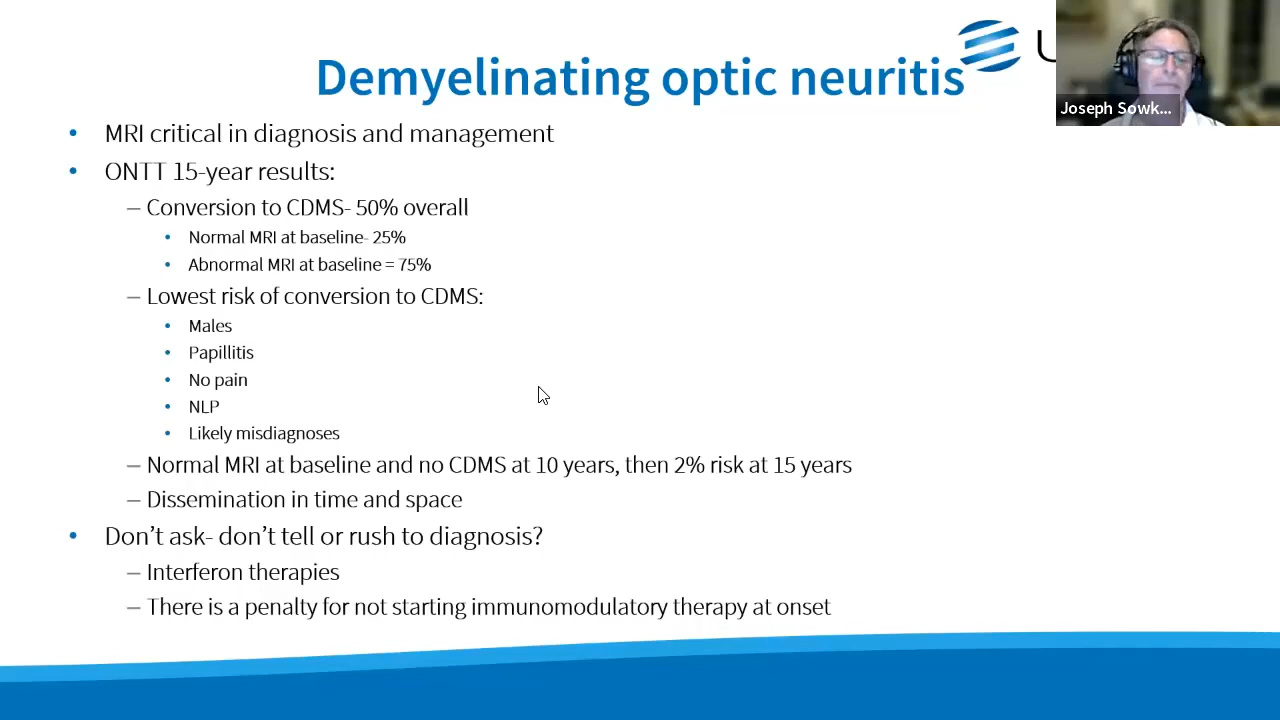 Demyelinating optic neuritis
U
Joseph Sowk...
• MRI critical in diagnosis and management
• ONTT 15-year results:
– Conversion to CDMS- 50% overall
• Normal MRI at baseline- 25%
• Abnormal MRI at baseline = 75%
– Lowest risk of conversion to CDMS:
• Males
• Papillitis
• No pain
• NLP
• Likely misdiagnoses
– Normal MRI at baseline and no CDMS at 10 years, then 2% risk at 15 years
– Dissemination in time and space
• Don’t ask- don’t tell or rush to diagnosis?
– Interferon therapies
– There is a penalty for not starting immunomodulatory therapy at onset